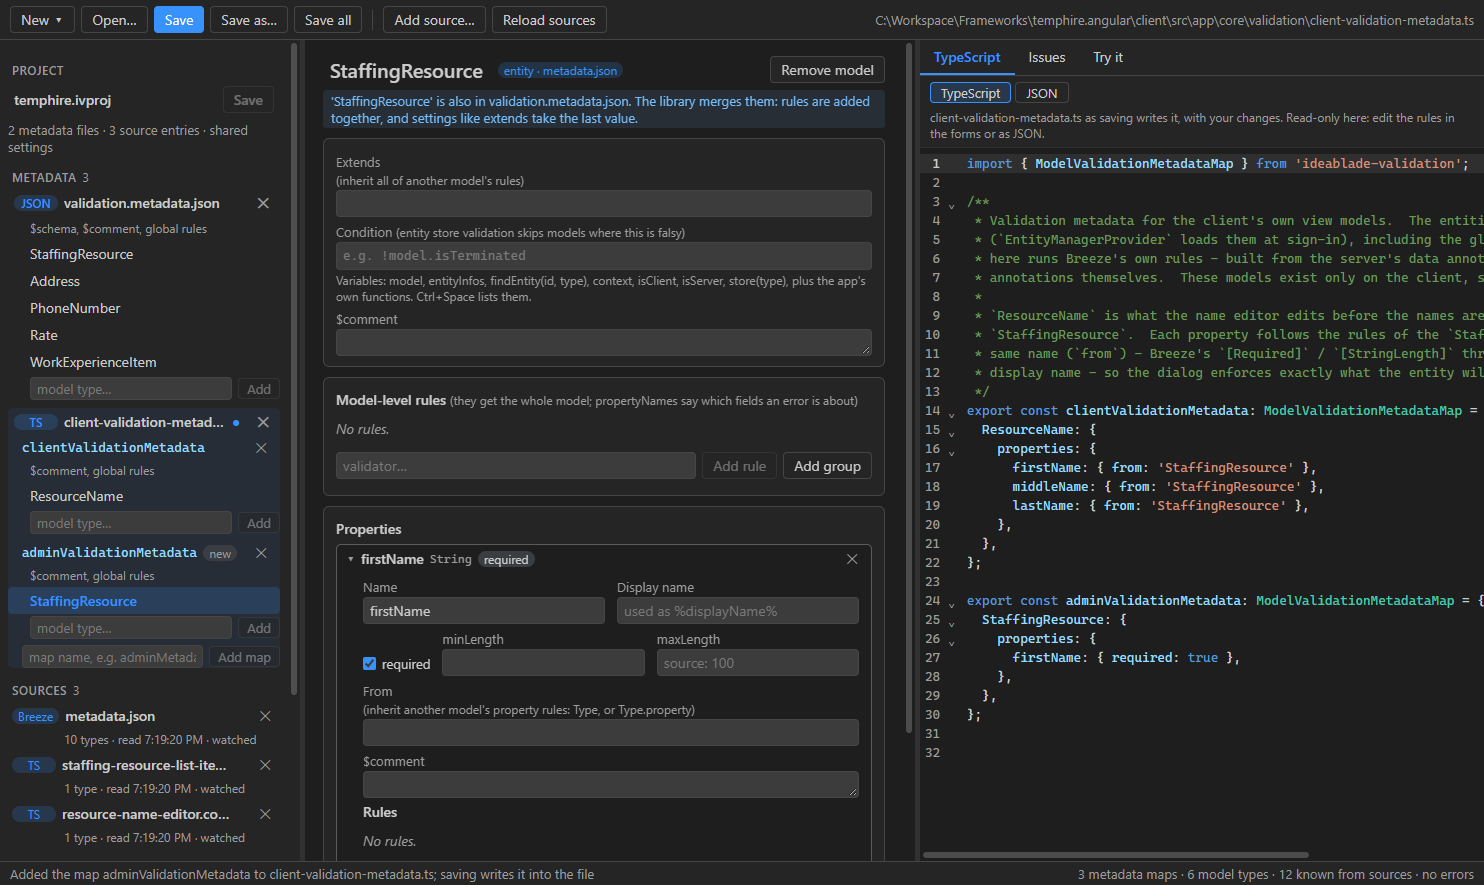 New ▾
Open...
Save
Save as...
Save all
Add source...
Reload sources
C:\Workspace\Frameworks\temphire.angular\client\src\app\core\validation\client-validation-metadata.ts
PROJECT
temphire.ivproj
Save
2 metadata files · 3 source entries · shared
settings
METADATA 3
JSON validation.metadata.json
$schema, $comment, global rules
StaffingResource
Address
PhoneNumber
Rate
WorkExperienceItem
model type...
Add
TS client-validation-metad...
clientValidationMetadata
$comment, global rules
ResourceName
model type...
Add
adminValidationMetadata new
$comment, global rules
StaffingResource
model type...
Add
map name, e.g. adminMetada
Add map
SOURCES 3
Breeze metadata.json
10 types · read 7:19:20 PM · watched
TS staffing-resource-list-ite...
1 type · read 7:19:20 PM · watched
TS resource-name-editor.co...
1 type · read 7:19:20 PM · watched
StaffingResource
entity · metadata.json
Remove model
'StaffingResource' is also in validation.metadata.json. The library merges them: rules are added
together, and settings like extends take the last value.
Extends
(inherit all of another model's rules)
Condition (entity store validation skips models where this is falsy)
e.g. !model.isTerminated
Variables: model, entityInfos, findEntity(id, type), context, isClient, isServer, store(type), plus the app's
own functions. Ctrl+Space lists them.
$comment
Model-level rules (they get the whole model; propertyNames say which fields an error is about)
No rules.
validator...
Add rule
Add group
Properties
firstName String required
Name
Display name
firstName
used as %displayName%
minLength
maxLength
required
source: 100
From
(inherit another model's property rules: Type, or Type.property)
$comment
Rules
No rules.
TypeScript
Issues
Try it
TypeScript
JSON
client-validation-metadata.ts as saving writes it, with your changes. Read-only here: edit the rules in
the forms or as JSON.
1 import { ModelValidationMetadataMap } from 'ideablade-validation';
2
3 /**
4 * Validation metadata for the client's own view models.  The entiti
5 * (`EntityManagerProvider` loads them at sign-in), including the gl
6 * here runs Breeze's own rules – built from the server's data annot
7 * annotations themselves.  These models exist only on the client, s
8 *
9 * `ResourceName` is what the name editor edits before the names are
10 * `StaffingResource`.  Each property follows the rules of the `Staf
11 * same name (`from`) – Breeze's `[Required]` / `[StringLength]` thr
12 * display name – so the dialog enforces exactly what the entity wil
13 */
14 export const clientValidationMetadata: ModelValidationMetadataMap =
15 ResourceName: {
16 properties: {
17 firstName: { from: 'StaffingResource' },
18 middleName: { from: 'StaffingResource' },
19 lastName: { from: 'StaffingResource' },
20 },
21 },
22 };
23
24 export const adminValidationMetadata: ModelValidationMetadataMap = {
25 StaffingResource: {
26 properties: {
27 firstName: { required: true },
28 },
29 },
30 };
31
32
Added the map adminValidationMetadata to client-validation-metadata.ts; saving writes it into the file
3 metadata maps · 6 model types · 12 known from sources · no errors